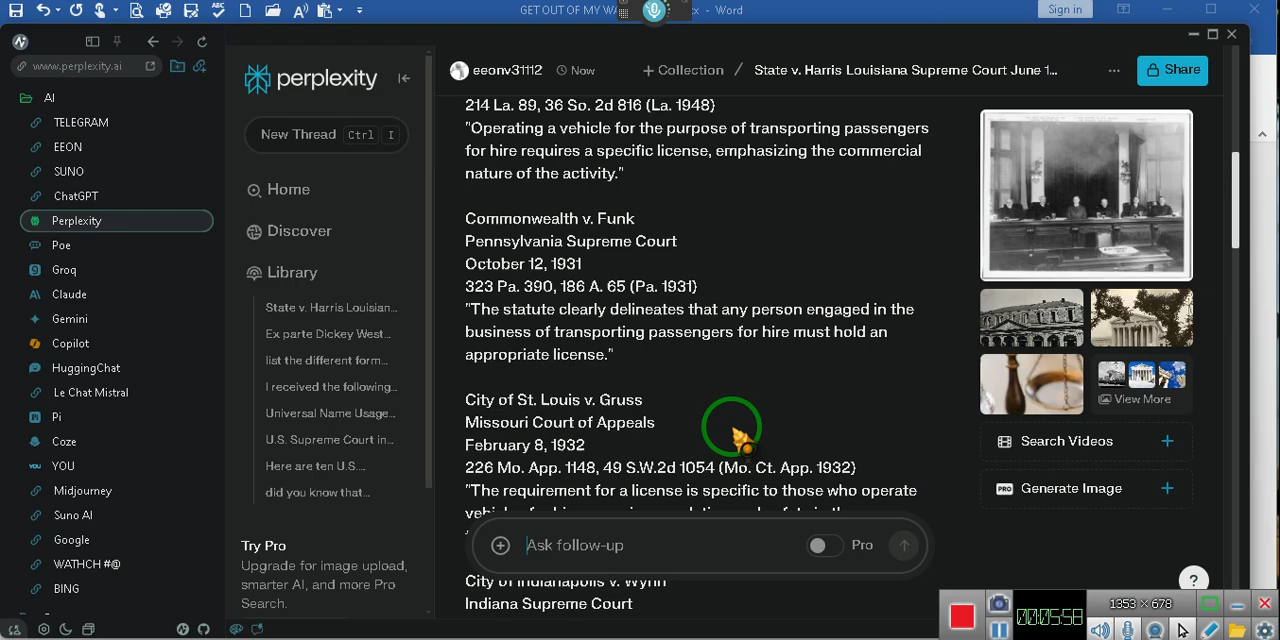 GET OUT OF MY WA
x - Word
Sign in
www.perplexity.ai
AI
TELEGRAM
EEON
SUNO
ChatGPT
Perplexity
Poe
Groq
Claude
Gemini
Copilot
HuggingChat
Le Chat Mistral
Pi
Coze
YOU
YOU
Midjourney
Suno AI
Google
WATHCH #@
BING
perplexity
New Thread Ctrl I
Home
Discover
Library
State v. Harris Louisian...
Ex parte Dickey West...
list the different form...
I received the following...
Universal Name Usage...
U.S. Supreme Court in...
Here are ten U.S....
did you know that...
Try Pro
Upgrade for image upload,
smarter AI, and more Pro
Search.
eeonv31112 Now
+ Collection / State v. Harris Louisiana Supreme Court June 1...
Share
214 La. 89, 36 So. 2d 816 (La. 1948)
"Operating a vehicle for the purpose of transporting passengers
for hire requires a specific license, emphasizing the commercial
nature of the activity."
Commonwealth v. Funk
Pennsylvania Supreme Court
October 12, 1931
323 Pa. 390, 186 A. 65 (Pa. 1931)
"The statute clearly delineates that any person engaged in the
business of transporting passengers for hire must hold an
appropriate license."
City of St. Louis v. Gruss
Missouri Court of Appeals
February 8, 1932
226 Mo. App. 1148, 49 S.W.2d 1054 (Mo. Ct. App. 1932)
"The requirement for a license is specific to those who operate
Ask follow-up
Pro
City of Indianapolis v. Wynn
Indiana Supreme Court
View More
Search Videos
PRO Generate Image
?
1353 × 678
00:05:58